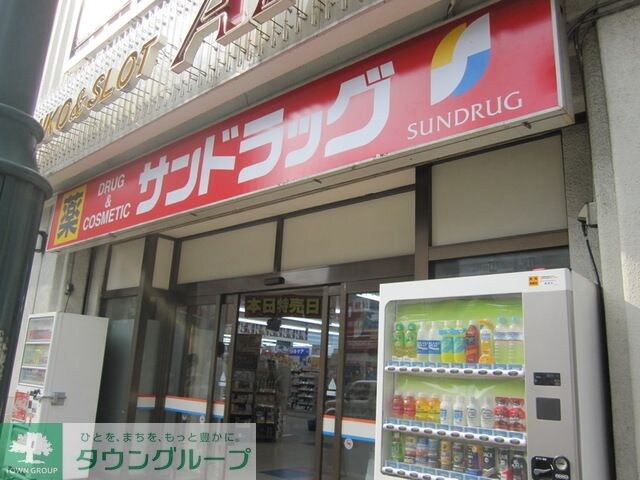 KO & SLOT
A
薬
DRUG
&
COSMETIC
サンドラッグ
SUNDRUG
本日特売日
TOWN GROUP
ひとを、まちを、もっと豊かに。
タウングループ